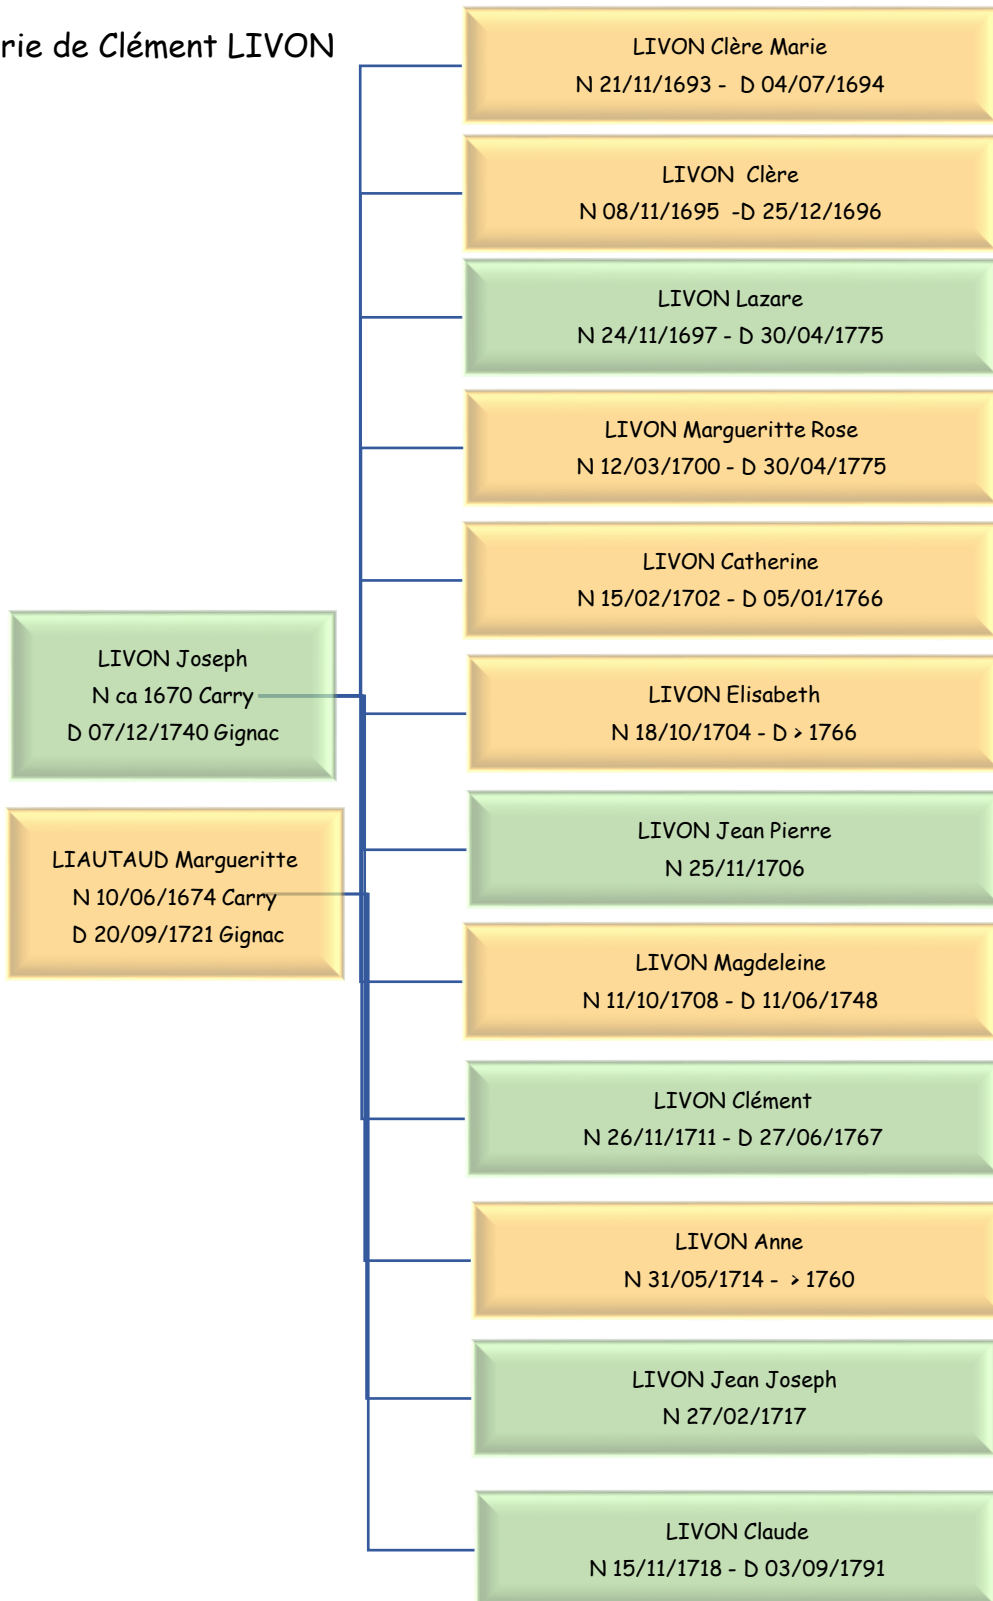 rie de Clément LIVON
LIVON Clère Marie
N 21/11/1693 - D 04/07/1694
LIVON Clère
N 08/11/1695 -D 25/12/1696
LIVON Lazare
N 24/11/1697 - D 30/04/1775
LIVON Margueritte Rose
N 12/03/1700 - D 30/04/1775
LIVON Catherine
N 15/02/1702 - D 05/01/1766
LIVON Joseph
N ca 1670 Carry
D 07/12/1740 Gignac
LIVON Elisabeth
N 18/10/1704 - D > 1766
LIAUTAUD Margueritte
N 10/06/1674 Carry
D 20/09/1721 Gignac
LIVON Jean Pierre
N 25/11/1706
LIVON Magdeleine
N 11/10/1708 - D 11/06/1748
LIVON Clément
N 26/11/1711 - D 27/06/1767
LIVON Anne
N 31/05/1714 - > 1760
LIVON Jean Joseph
N 27/02/1717
LIVON Claude
N 15/11/1718 - D 03/09/1791